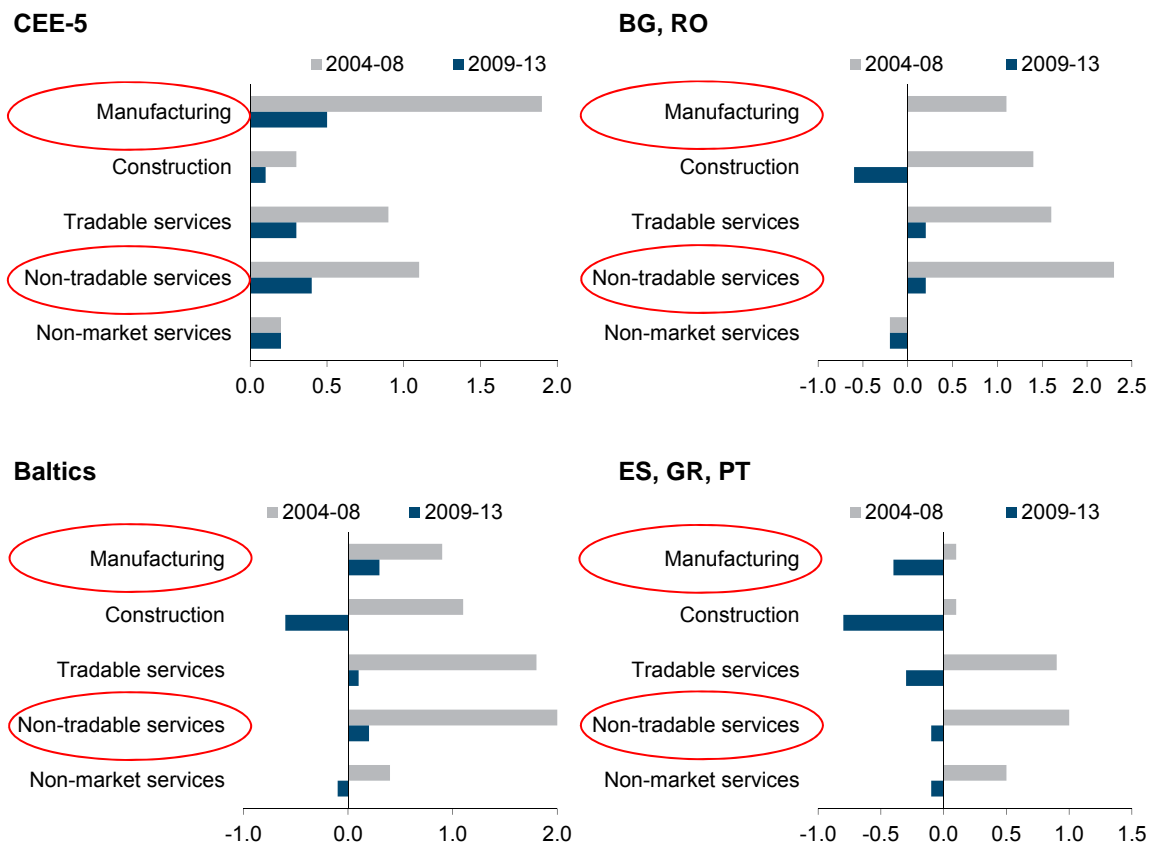 CEE-5
2004-08 2009-13
Manufacturing
Construction
Tradable services
Non-tradable services
Non-market services
0.0 0.5 1.0 1.5 2.0
BG, RO
2004-08 2009-13
Manufacturing
Construction
Tradable services
Non-tradable services
Non-market services
-1.0 -0.5 0.0 0.5 1.0 1.5 2.0 2.5
Baltics
2004-08 2009-13
Manufacturing
Construction
Tradable services
Non-tradable services
Non-market services
-1.0 0.0 1.0 2.0
ES, GR, PT
2004-08 2009-13
Manufacturing
Construction
Tradable services
Non-tradable services
Non-market services
-1.0 -0.5 0.0 0.5 1.0 1.5